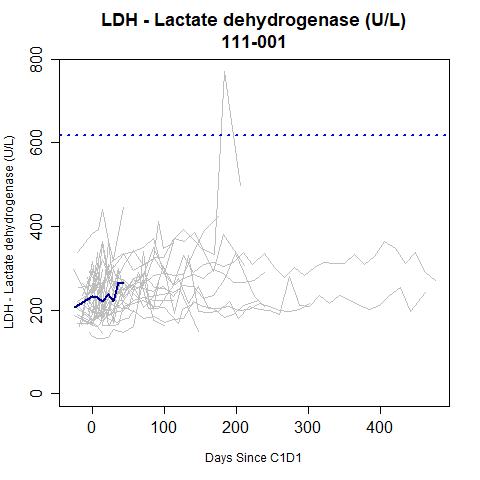 LDH - Lactate dehydrogenase (U/L)
111-001
LDH - Lactate dehydrogenase (U/L)
800
600
400
200
0
0 100 200 300 400
Days Since C1D1